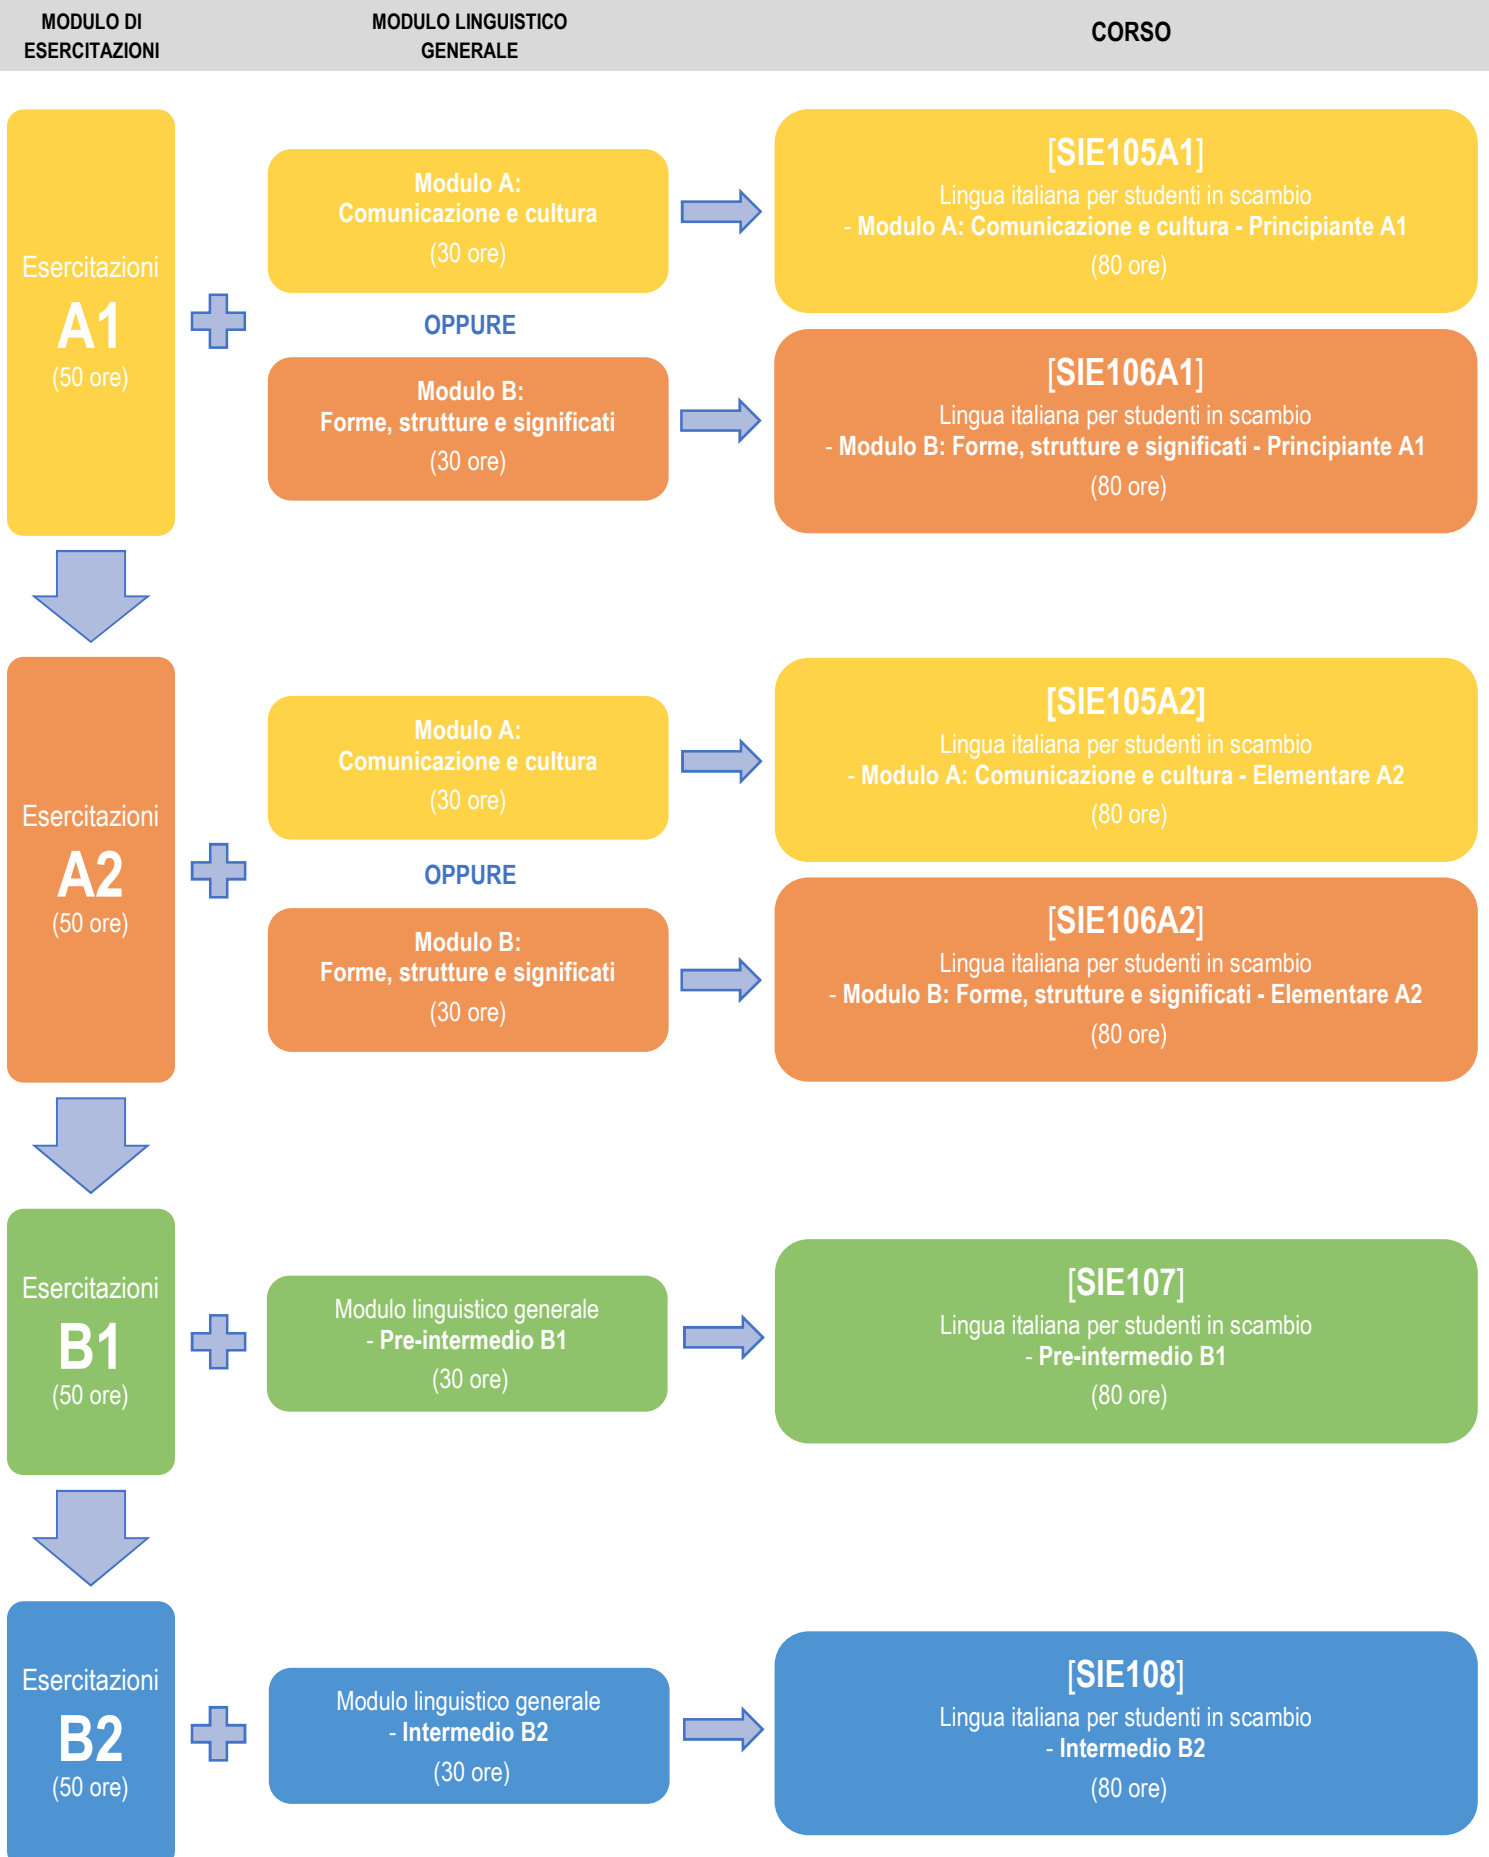 MODULO DI
ESERCITAZIONI
MODULO LINGUISTICO
GENERALE
CORSO
Esercitazioni
A1
(50 ore)
Modulo A:
Comunicazione e cultura
(30 ore)
OPPURE
Modulo B:
Forme, strutture e significati
(30 ore)
[SIE105A1]
Lingua italiana per studenti in scambio
- Modulo A: Comunicazione e cultura - Principiante A1
(80 ore)
[SIE106A1]
Lingua italiana per studenti in scambio
- Modulo B: Forme, strutture e significati - Principiante A1
(80 ore)
Esercitazioni
A2
(50 ore)
Modulo A:
Comunicazione e cultura
(30 ore)
OPPURE
Modulo B:
Forme, strutture e significati
(30 ore)
[SIE105A2]
Lingua italiana per studenti in scambio
- Modulo A: Comunicazione e cultura - Elementare A2
(80 ore)
[SIE106A2]
Lingua italiana per studenti in scambio
- Modulo B: Forme, strutture e significati - Elementare A2
(80 ore)
Esercitazioni
B1
(50 ore)
Modulo linguistico generale
- Pre-intermedio B1
(30 ore)
[SIE107]
Lingua italiana per studenti in scambio
- Pre-intermedio B1
(80 ore)
Esercitazioni
B2
(50 ore)
Modulo linguistico generale
- Intermedio B2
(30 ore)
[SIE108]
Lingua italiana per studenti in scambio
- Intermedio B2
(80 ore)